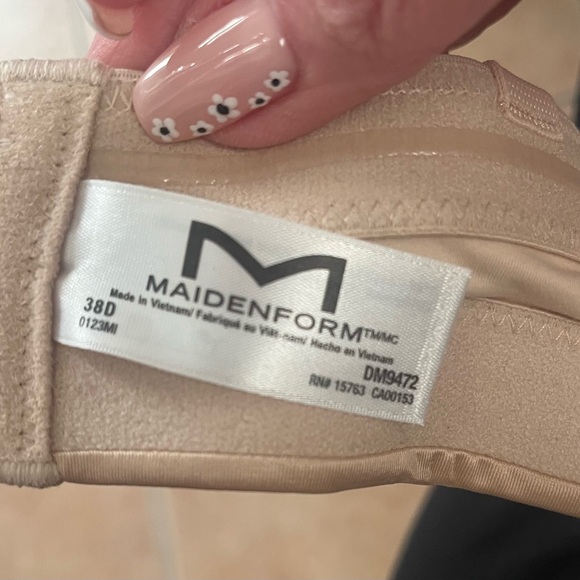 M
MAIDENFORM™/MC
Made in Vietnam/ Fabriqué au Viêt-nam/ Hecho en Vietnam
38D
0123MI
DM9472
RN# 15763 CA00153